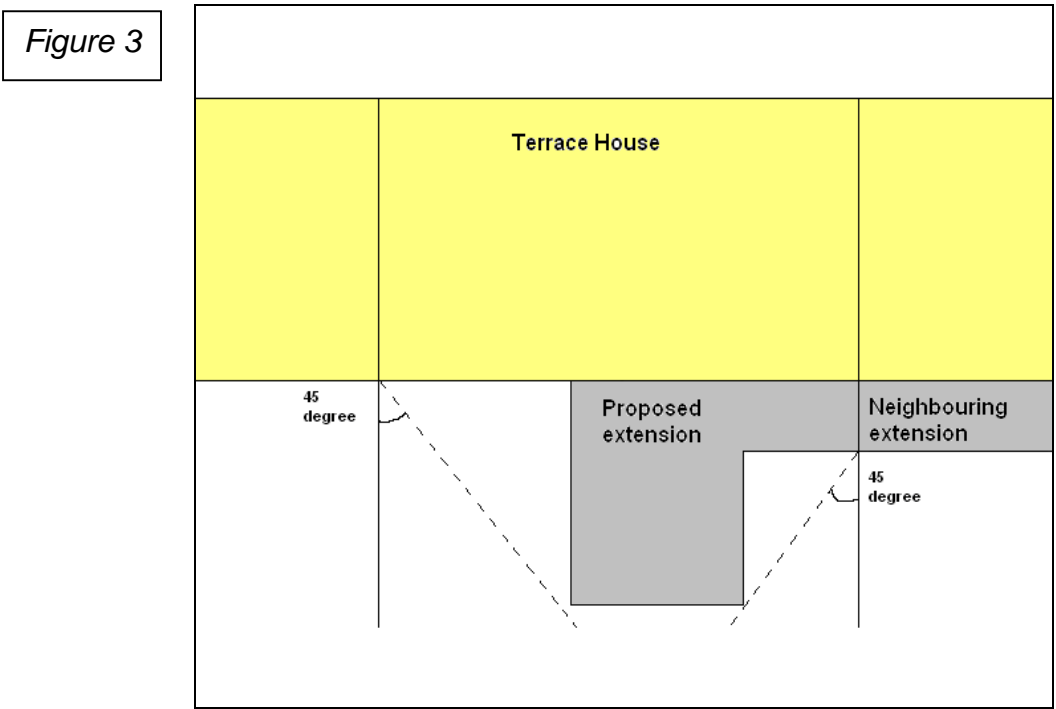 Figure 3
Terrace House
45
degree
Proposed
extension
Neighbouring
extension
45
degree